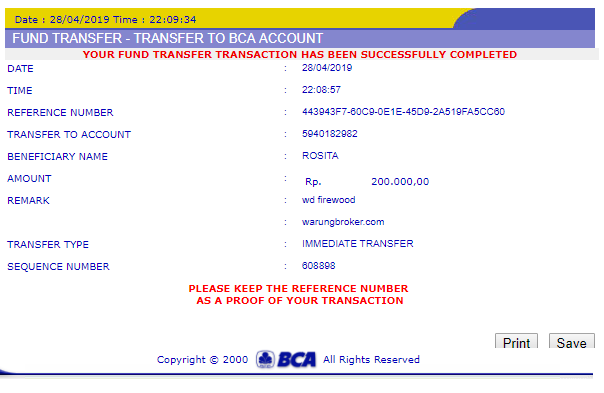 Date : 28/04/2019 Time : 22:09:34
FUND TRANSFER - TRANSFER TO BCA ACCOUNT
YOUR FUND TRANSFER TRANSACTION HAS BEEN SUCCESSFULLY COMPLETED
DATE : 28/04/2019
TIME : 22:08:57
REFERENCE NUMBER : 443943F7-60C9-0E1E-45D9-2A519FA5CC60
TRANSFER TO ACCOUNT : 5940182982
BENEFICIARY NAME : ROSITA
AMOUNT : Rp. 200.000,00
REMARK : wd firewood
: warungbroker.com
TRANSFER TYPE : IMMEDIATE TRANSFER
SEQUENCE NUMBER : 608898
PLEASE KEEP THE REFERENCE NUMBER
AS A PROOF OF YOUR TRANSACTION
Print Save
Copyright © 2000 BCA All Rights Reserved